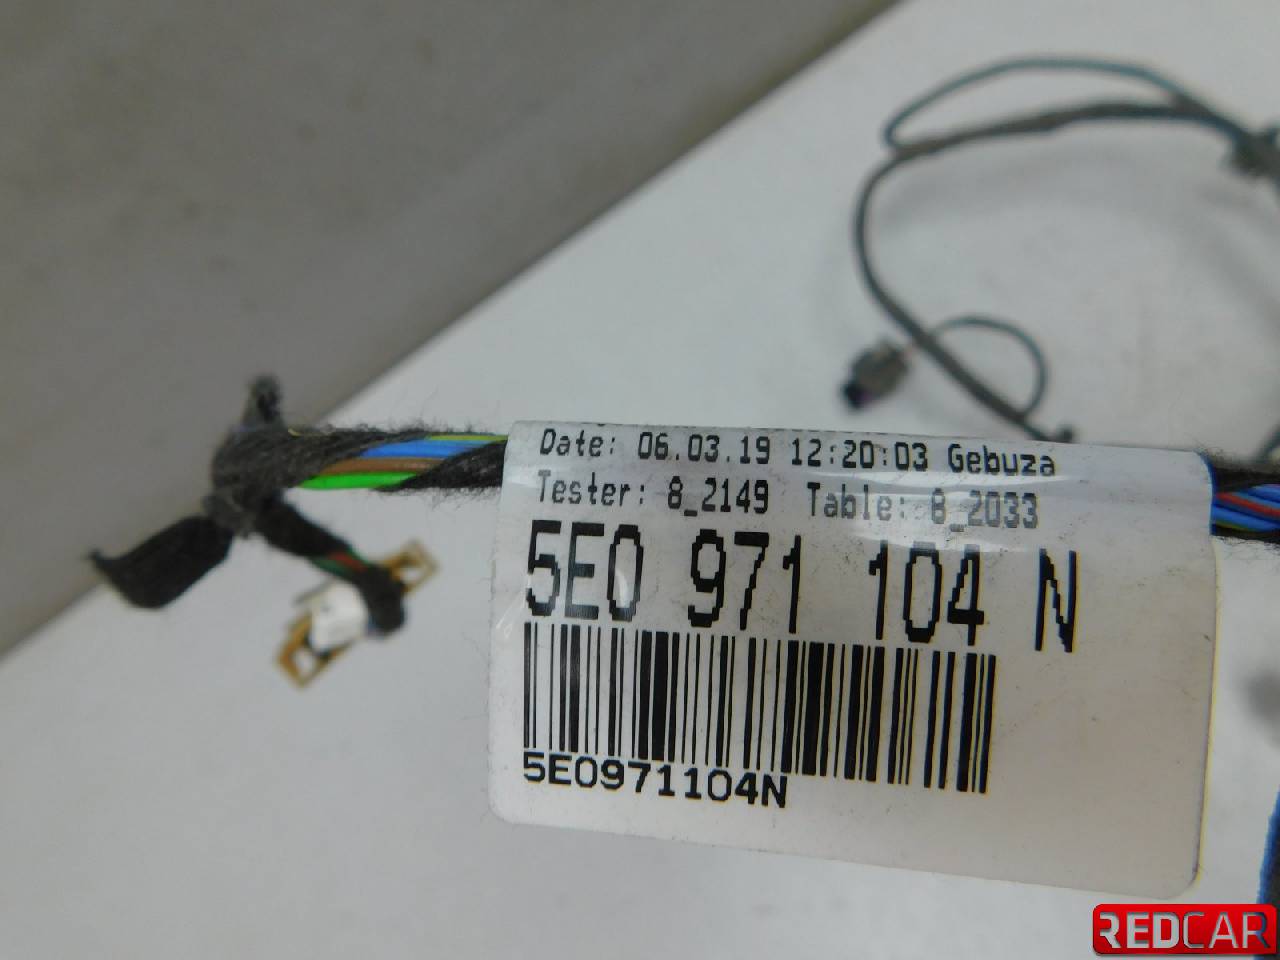 Date: 06.03.19 12:20:03 Gebuza
Tester: 8_2149 Table: 8_2033
5E0 971 104 N
5E0971104N
REDCAR